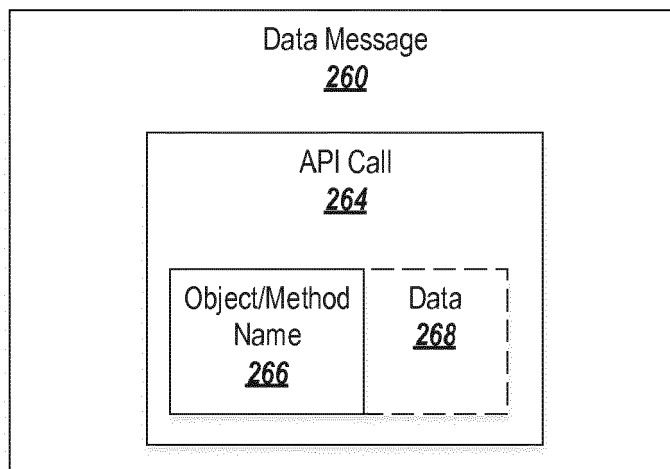 Data Message
260
API Call
264
Object/Method
Name
266
Data
268